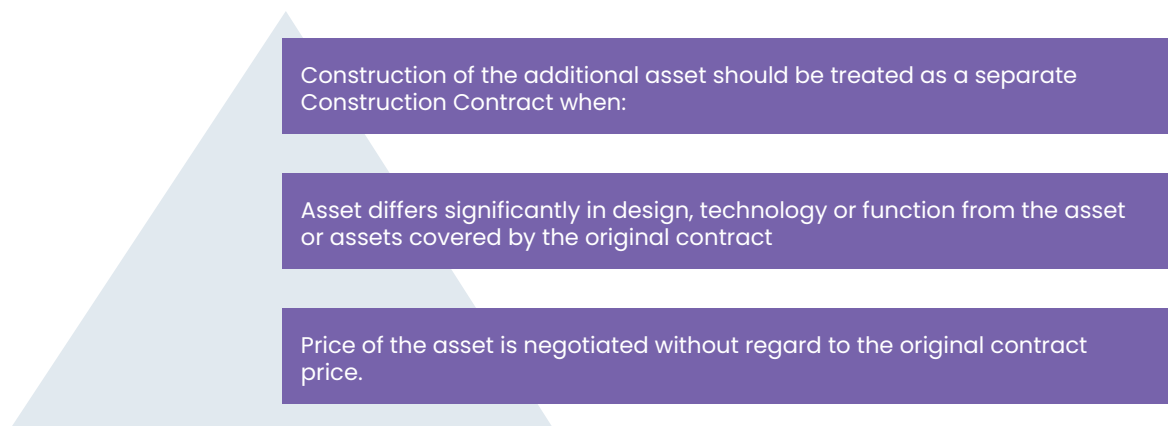 Construction of the additional asset should be treated as a separate
Construction Contract when:
Asset differs significantly in design, technology or function from the asset
or assets covered by the original contract
Price of the asset is negotiated without regard to the original contract
price.